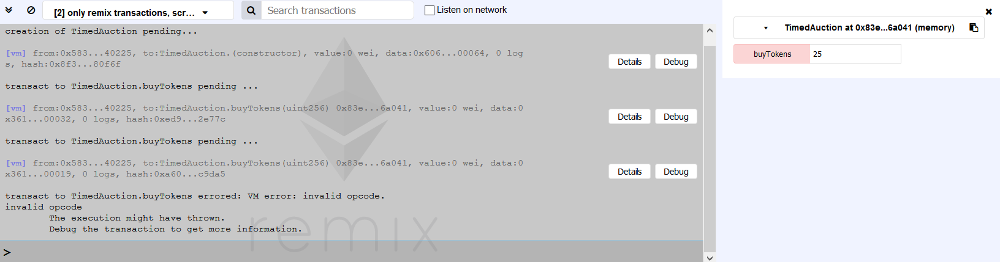 [2] only remix transactions, scr...
Search transactions
Listen on network
creation of TimedAuction pending...
[vm] from:0x583...40225, to:TimedAuction.(constructor), value:0 wei, data:0x606...00064, 0 log
s, hash:0x8f3...80f6f
Details Debug
transact to TimedAuction.buyTokens pending ...
[vm] from:0x583...40225, to:TimedAuction.buyTokens(uint256) 0x83e...6a041, value:0 wei, data:0
x361...00032, 0 logs, hash:0xed9...2e77c
Details Debug
transact to TimedAuction.buyTokens pending ...
[vm] from:0x583...40225, to:TimedAuction.buyTokens(uint256) 0x83e...6a041, value:0 wei, data:0
x361...00019, 0 logs, hash:0xa60...c9da5
Details Debug
transact to TimedAuction.buyTokens errored: VM error: invalid opcode.
invalid opcode
The execution might have thrown.
Debug the transaction to get more information.
remix
>
TimedAuction at 0x83e...6a041 (memory)
buyTokens 25